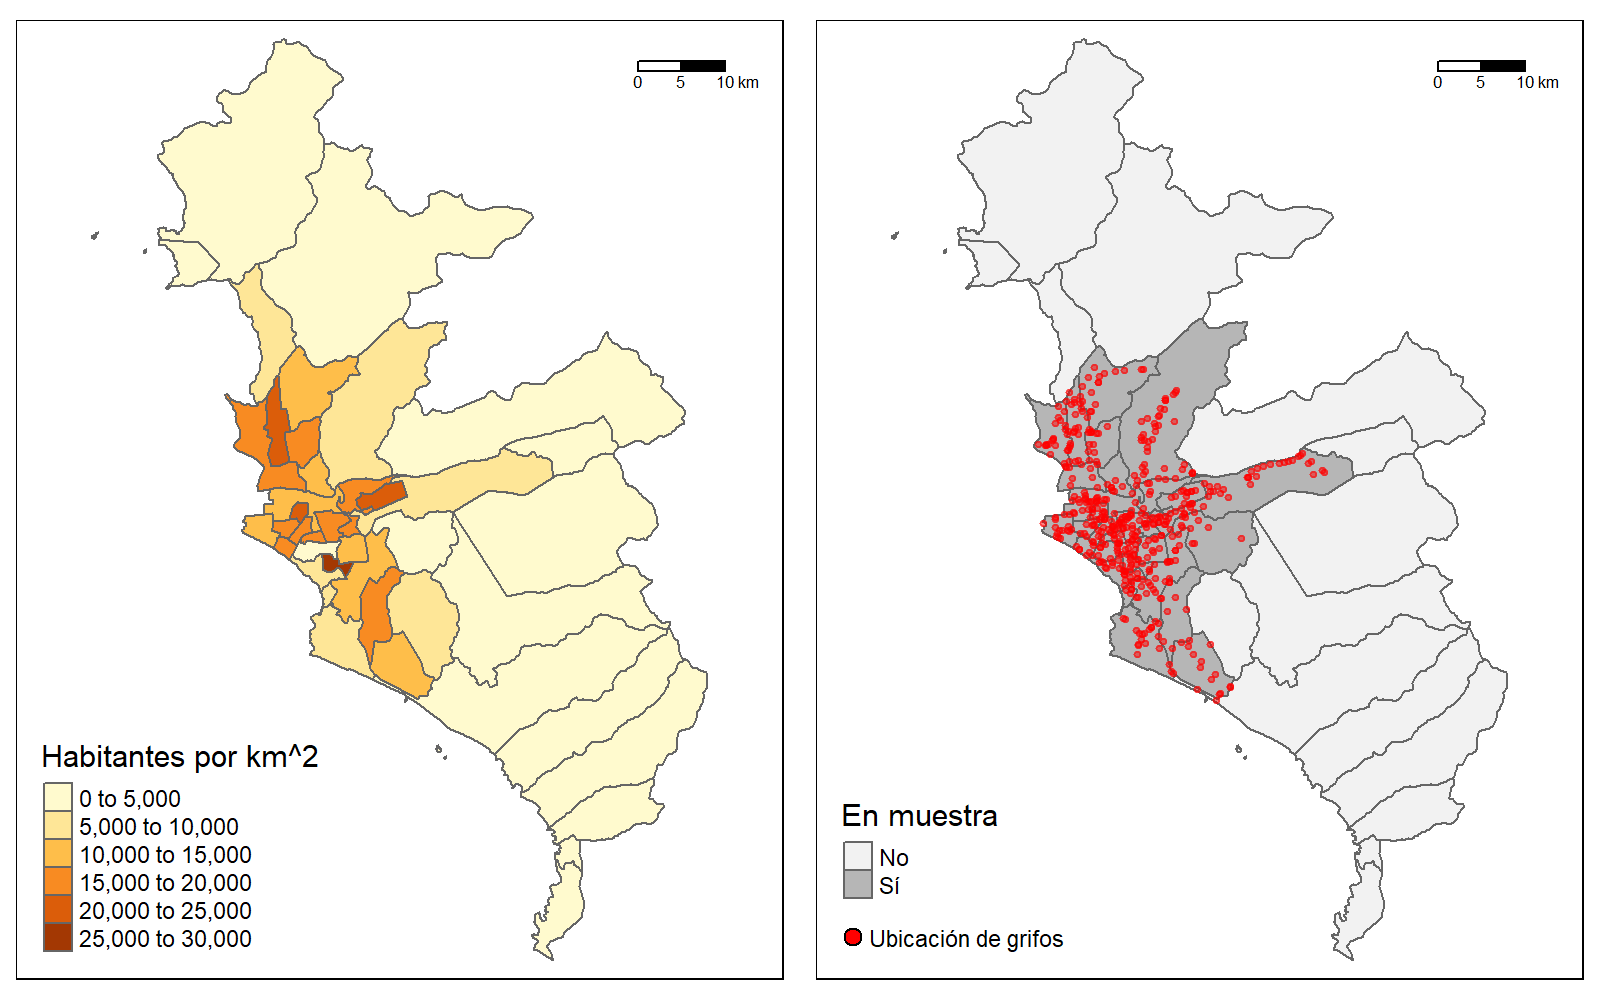 0 5 10 km
Habitantes por km^2
0 to 5,000
5,000 to 10,000
10,000 to 15,000
15,000 to 20,000
20,000 to 25,000
25,000 to 30,000
0 5 10 km
En muestra
No
Sí
Ubicación de grifos